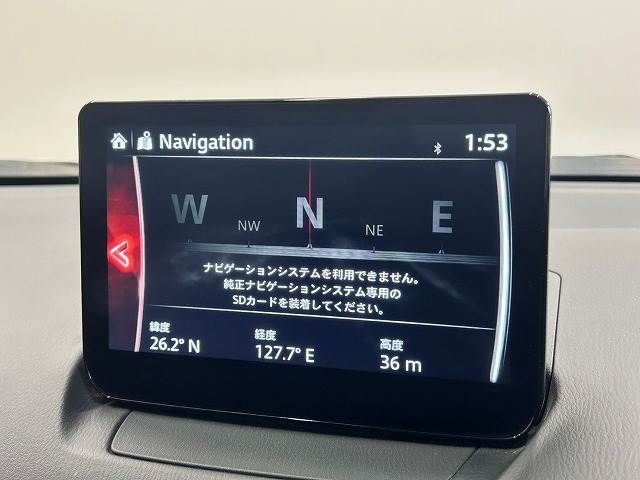 Navigation
1:53
W NW N NE E
ナビゲーションシステムを利用できません。
純正ナビゲーションシステム専用の
SDカードを装着してください。
緯度 経度 高度
26.2° N 127.7° E 36 m